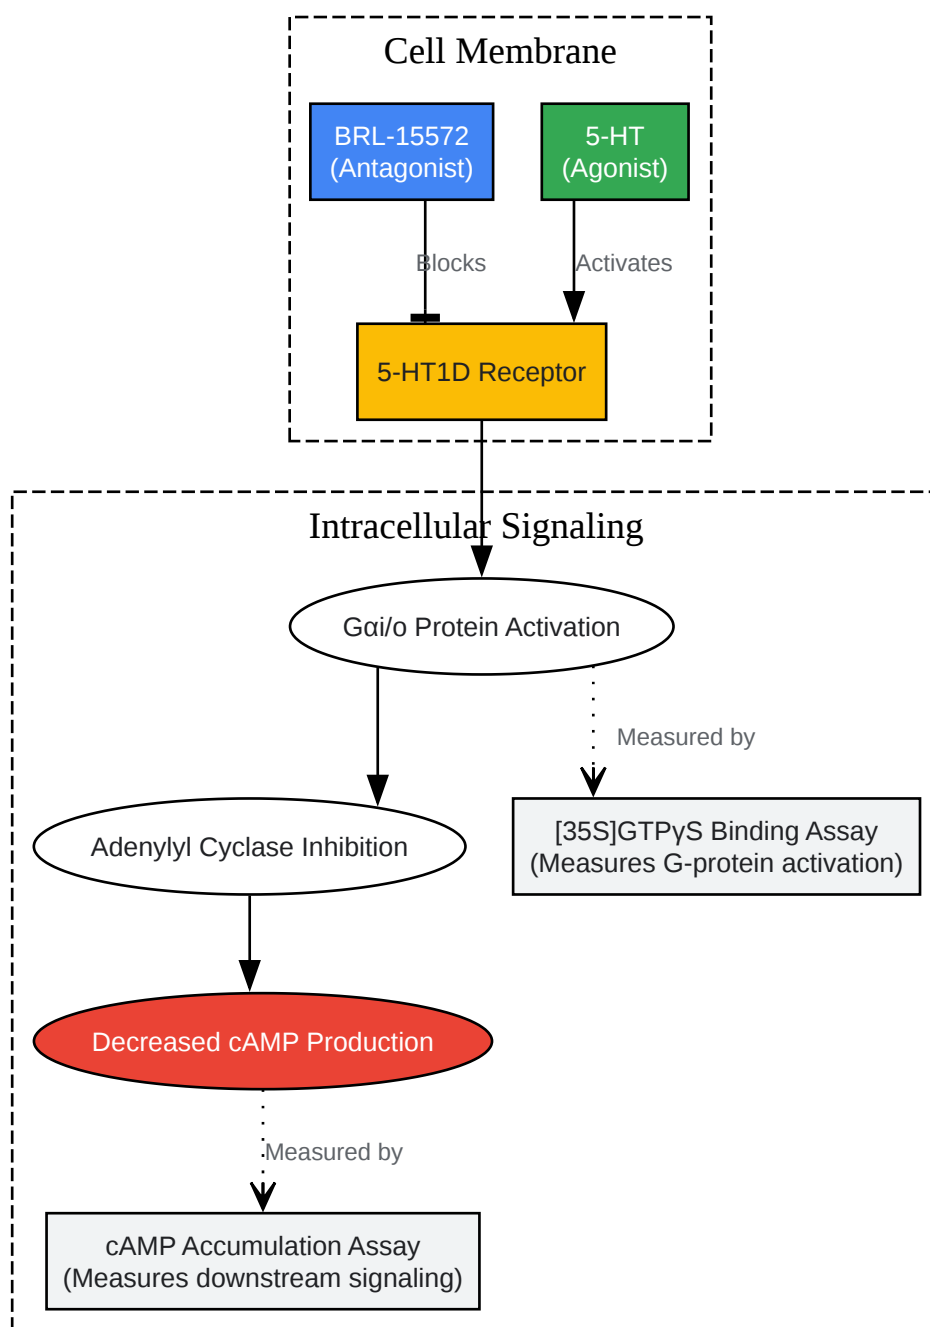 Cell Membrane
BRL-15572
(Antagonist)
5-HT
(Agonist)
Blocks
Activates
5-HT1D Receptor
Intracellular Signaling
Gαi/o Protein Activation
Measured by
[35S]GTPγS Binding Assay
(Measures G-protein activation)
Adenylyl Cyclase Inhibition
Decreased cAMP Production
Measured by
cAMP Accumulation Assay
(Measures downstream signaling)